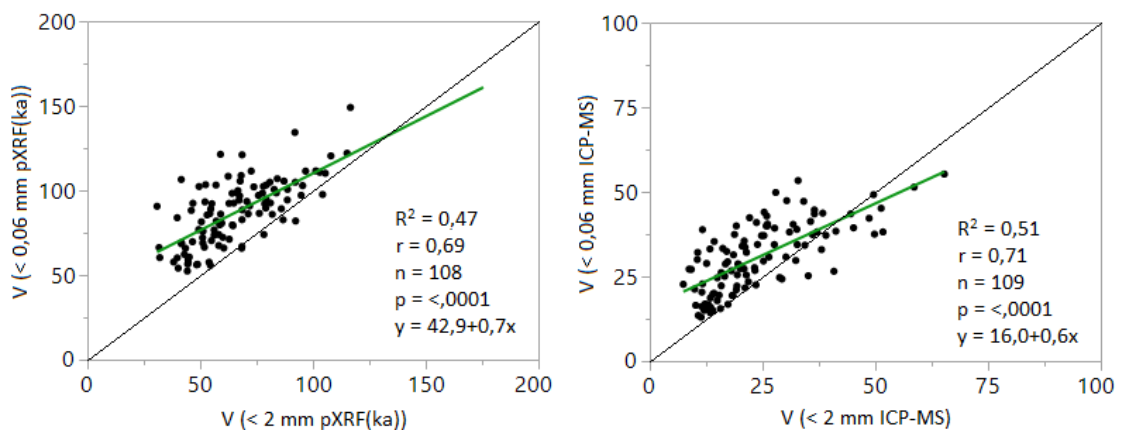 200
150
100
50
0
V (< 0,06 mm pXRF(ka))
R² = 0,47
r = 0,69
n = 108
p = <,0001
y = 42,9+0,7x
0 50 100 150 200
V (< 2 mm pXRF(ka))
100
75
50
25
0
V (< 0,06 mm ICP-MS)
R² = 0,51
r = 0,71
n = 109
p = <,0001
y = 16,0+0,6x
0 25 50 75 100
V (< 2 mm ICP-MS)